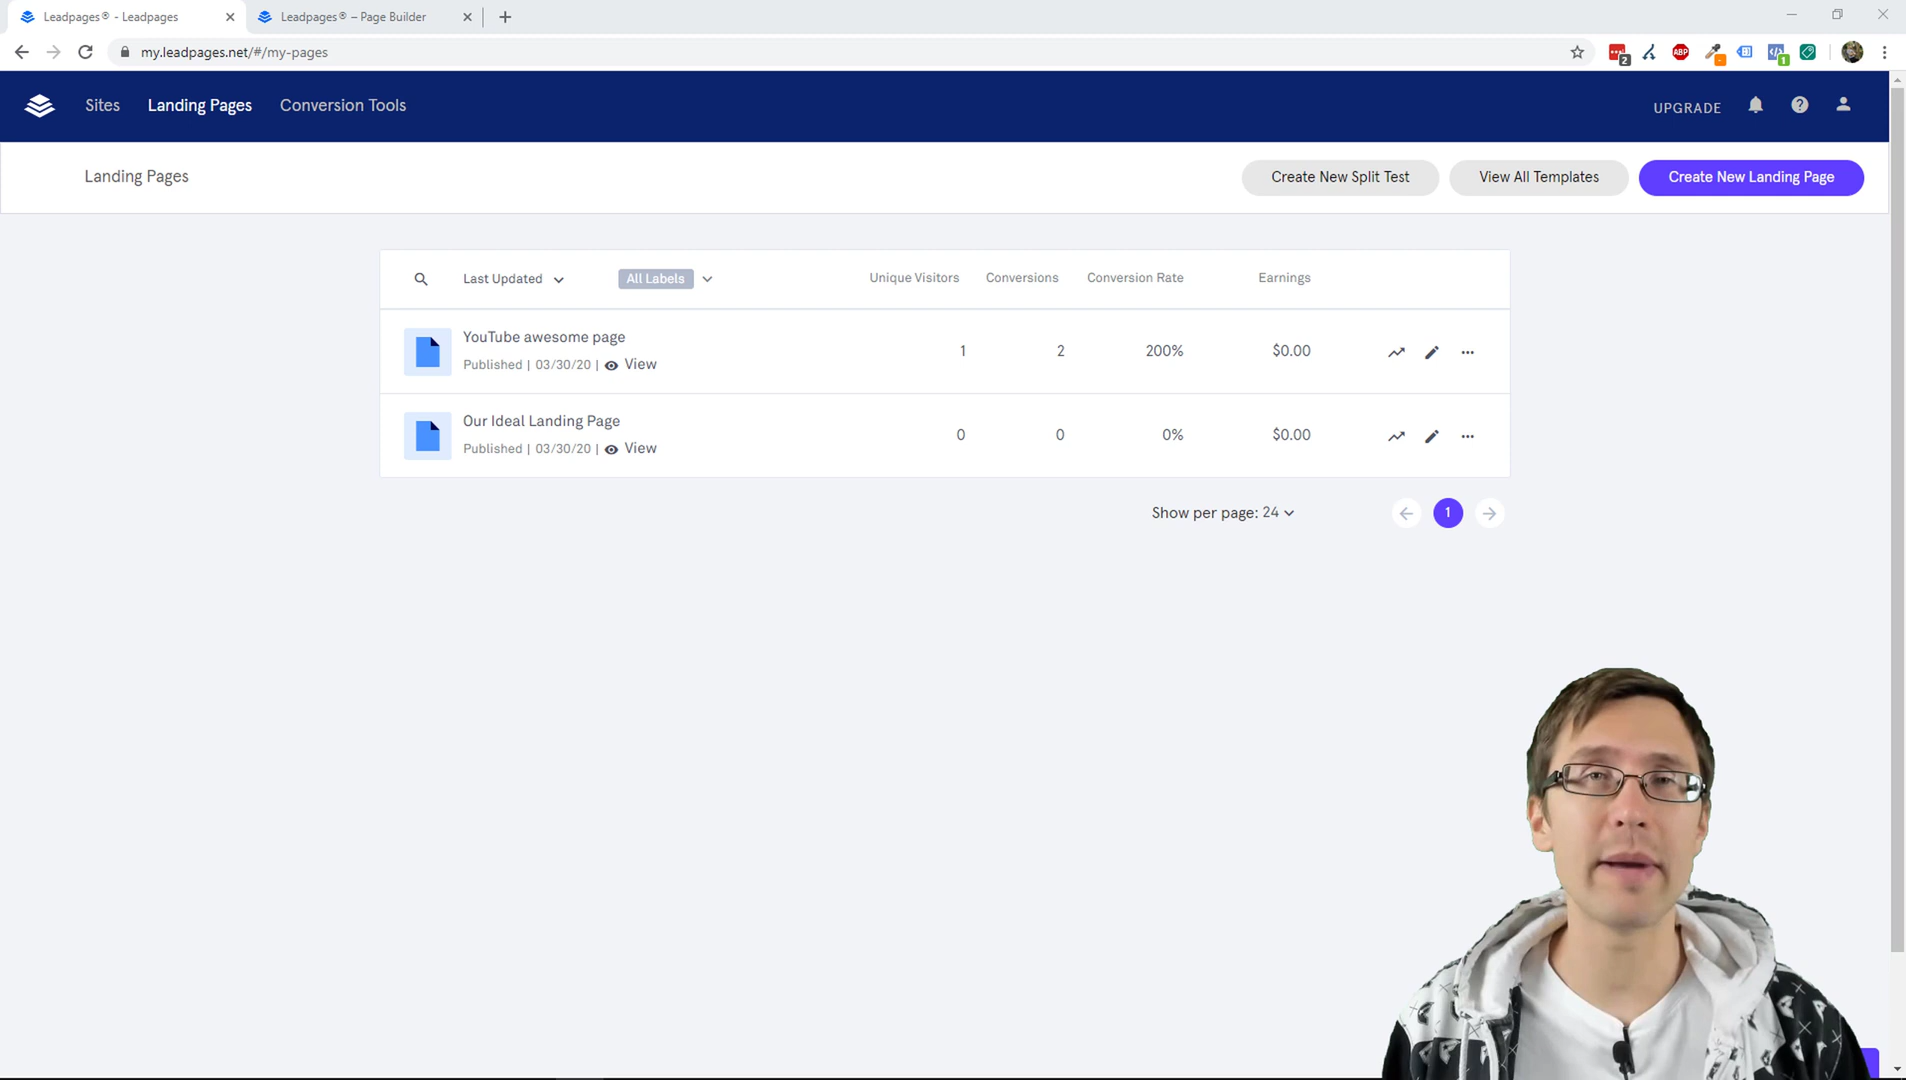 Leadpages® - Leadpages
Leadpages® – Page Builder
my.leadpages.net/#/my-pages
2
ABP
1
Sites
Landing Pages
Conversion Tools
UPGRADE
Landing Pages
Create New Split Test
View All Templates
Create New Landing Page
Last Updated
All Labels
Unique Visitors
Conversions
Conversion Rate
Earnings
YouTube awesome page
Published | 03/30/20 | View
1
2
200%
$0.00
Our Ideal Landing Page
Published | 03/30/20 | View
0
0
0%
$0.00
Show per page: 24
1